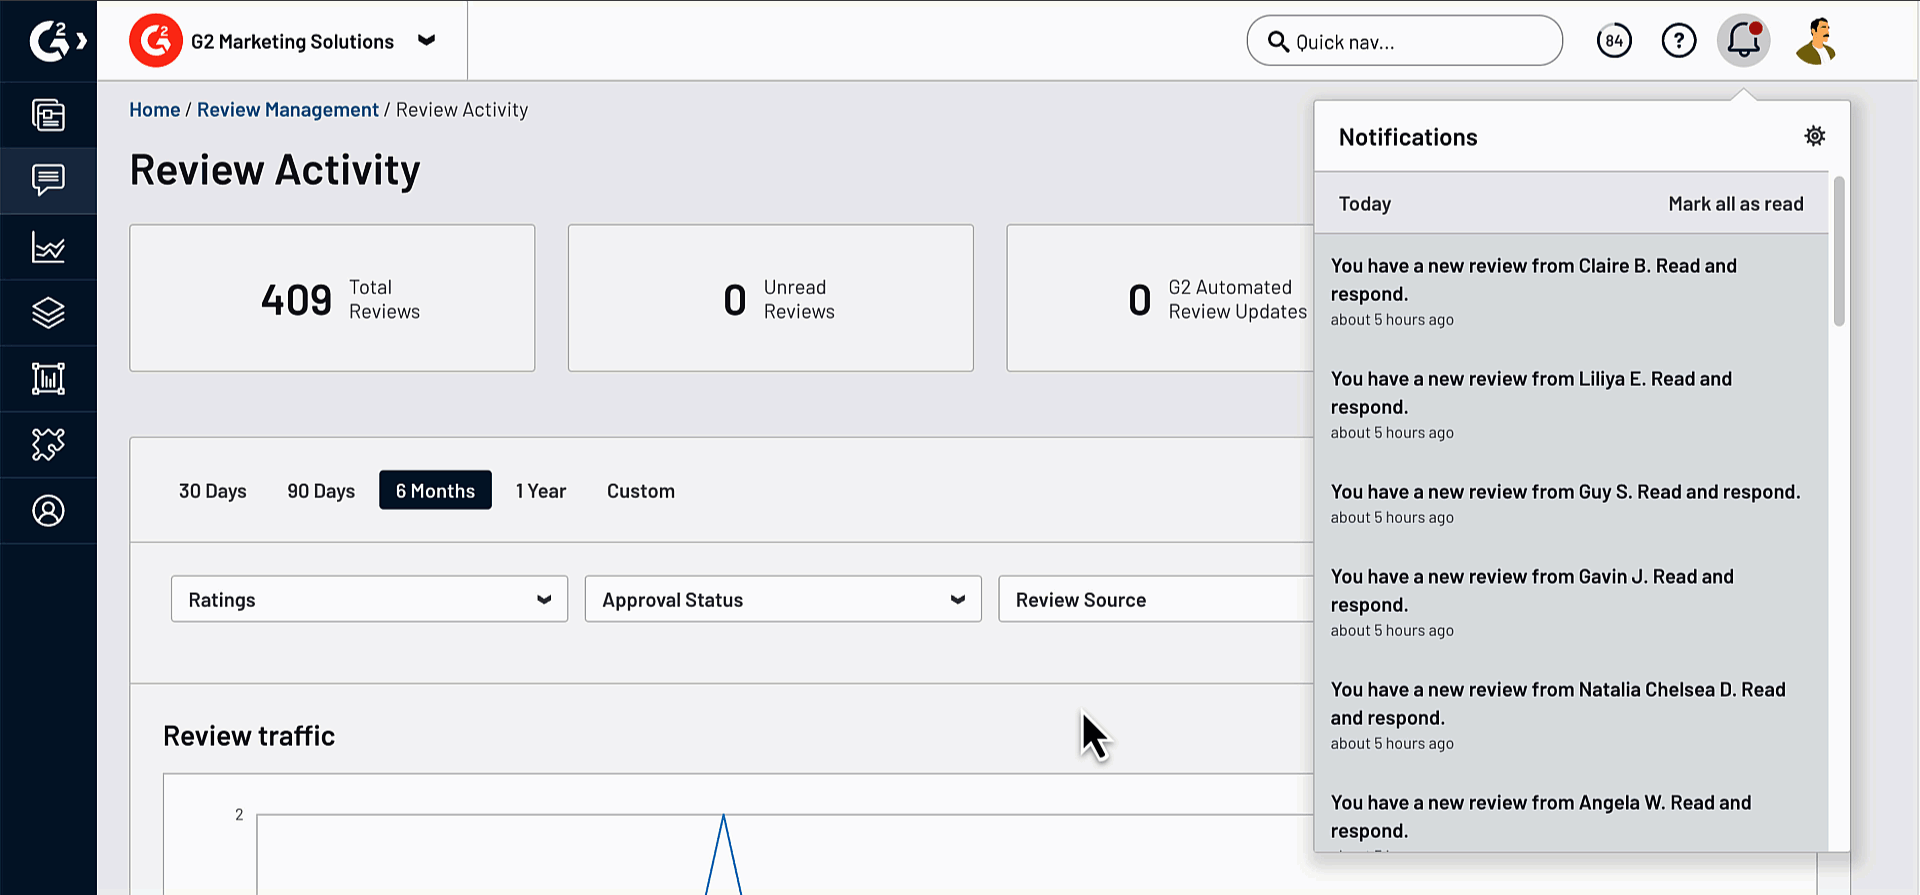 G2 Marketing Solutions
Quick nav...
84
?
Home / Review Management / Review Activity
Review Activity
409 Total Reviews
0 Unread Reviews
0 G2 Automated Review Updates
30 Days 90 Days 6 Months 1 Year Custom
Ratings
Approval Status
Review Source
Review traffic
2
Notifications
Today Mark all as read
You have a new review from Claire B. Read and
respond.
about 5 hours ago
You have a new review from Liliya E. Read and
respond.
about 5 hours ago
You have a new review from Guy S. Read and respond.
about 5 hours ago
You have a new review from Gavin J. Read and
respond.
about 5 hours ago
You have a new review from Natalia Chelsea D. Read
and respond.
about 5 hours ago
You have a new review from Angela W. Read and
respond.